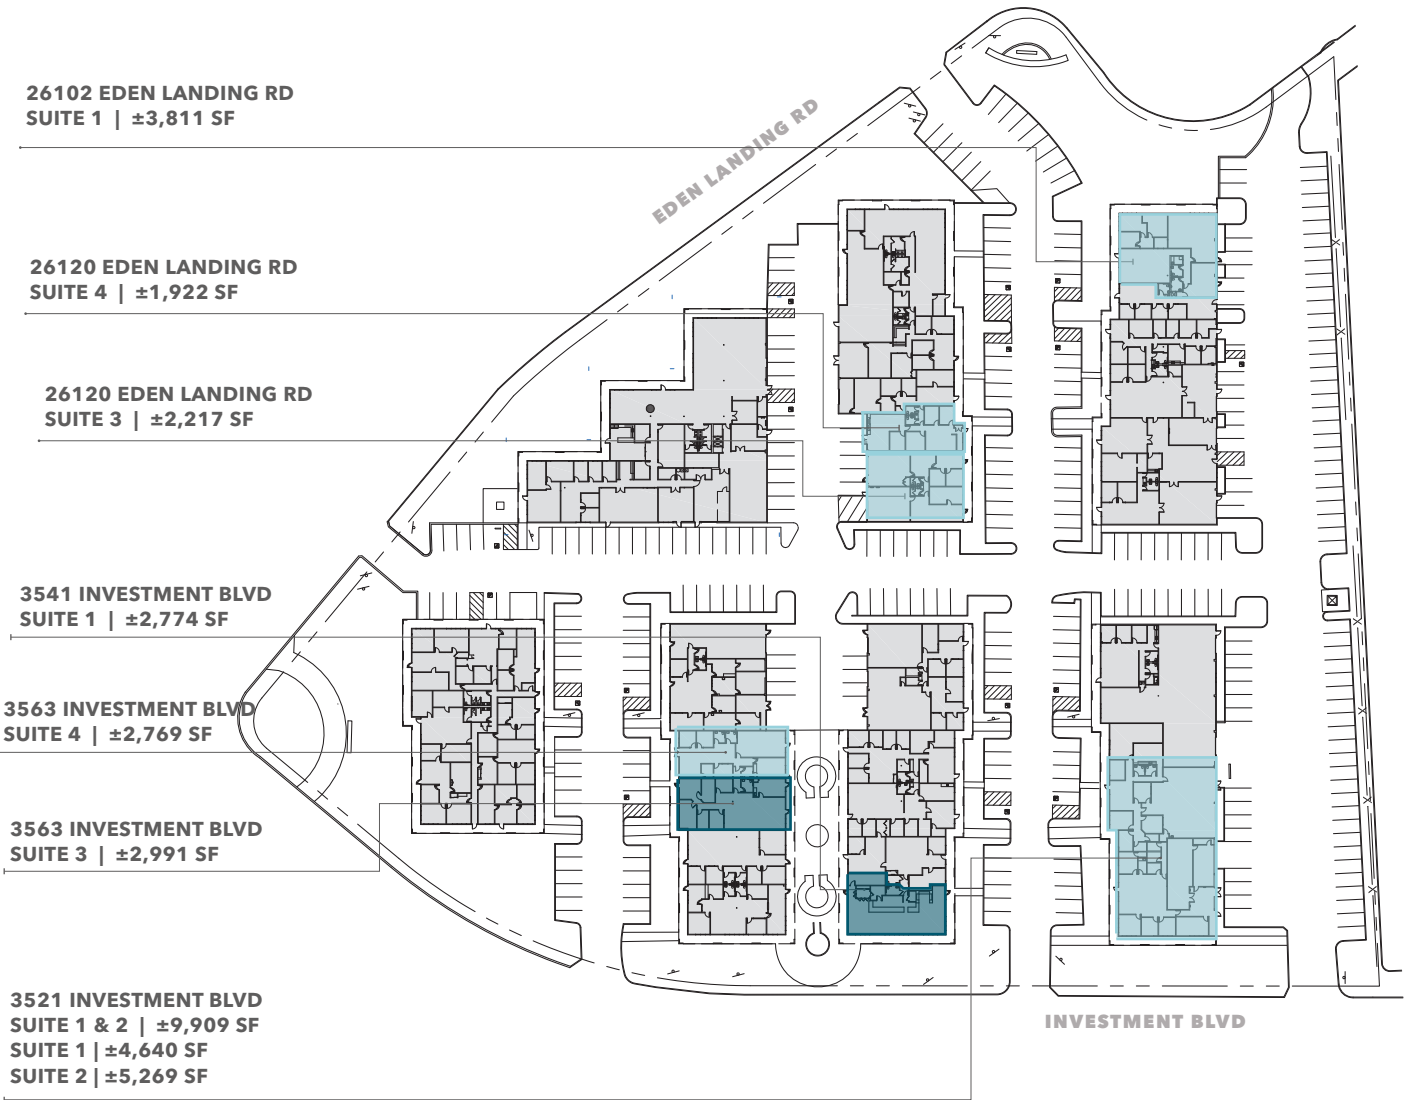 26102 EDEN LANDING RD
SUITE 1 | ±3,811 SF
EDEN LANDING RD
26120 EDEN LANDING RD
SUITE 4 | ±1,922 SF
26120 EDEN LANDING RD
SUITE 3 | ±2,217 SF
3541 INVESTMENT BLVD
SUITE 1 | ±2,774 SF
3563 INVESTMENT BLVD
SUITE 4 | ±2,769 SF
3563 INVESTMENT BLVD
SUITE 3 | ±2,991 SF
3521 INVESTMENT BLVD
SUITE 1 & 2 | ±9,909 SF
SUITE 1 | ±4,640 SF
SUITE 2 | ±5,269 SF
INVESTMENT BLVD